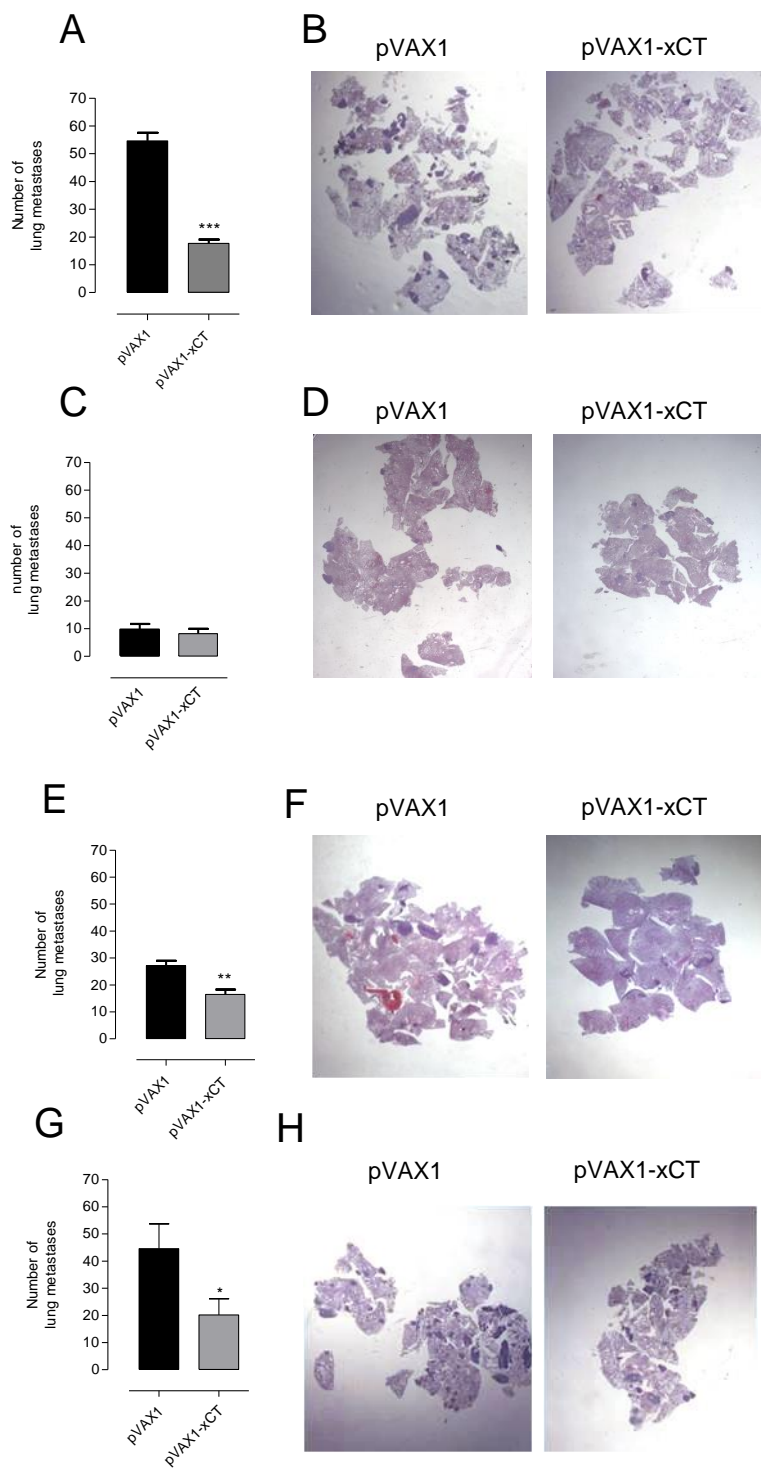 A
B
pVAX1
pVAX1-xCT
Number of
lung metastases
70
60
50
40
30
20
10
0
***
pVAX1
pVAX1-xCT
C
D
pVAX1
pVAX1-xCT
number of
lung metastases
70
60
50
40
30
20
10
0
pVAX1
pVAX1-xCT
E
F
pVAX1
pVAX1-xCT
Number of
lung metastases
70
60
50
40
30
20
10
0
**
pVAX1
pVAX1-xCT
G
H
pVAX1
pVAX1-xCT
Number of
lung metastases
70
60
50
40
30
20
10
0
*
pVAX1
pVAX1-xCT